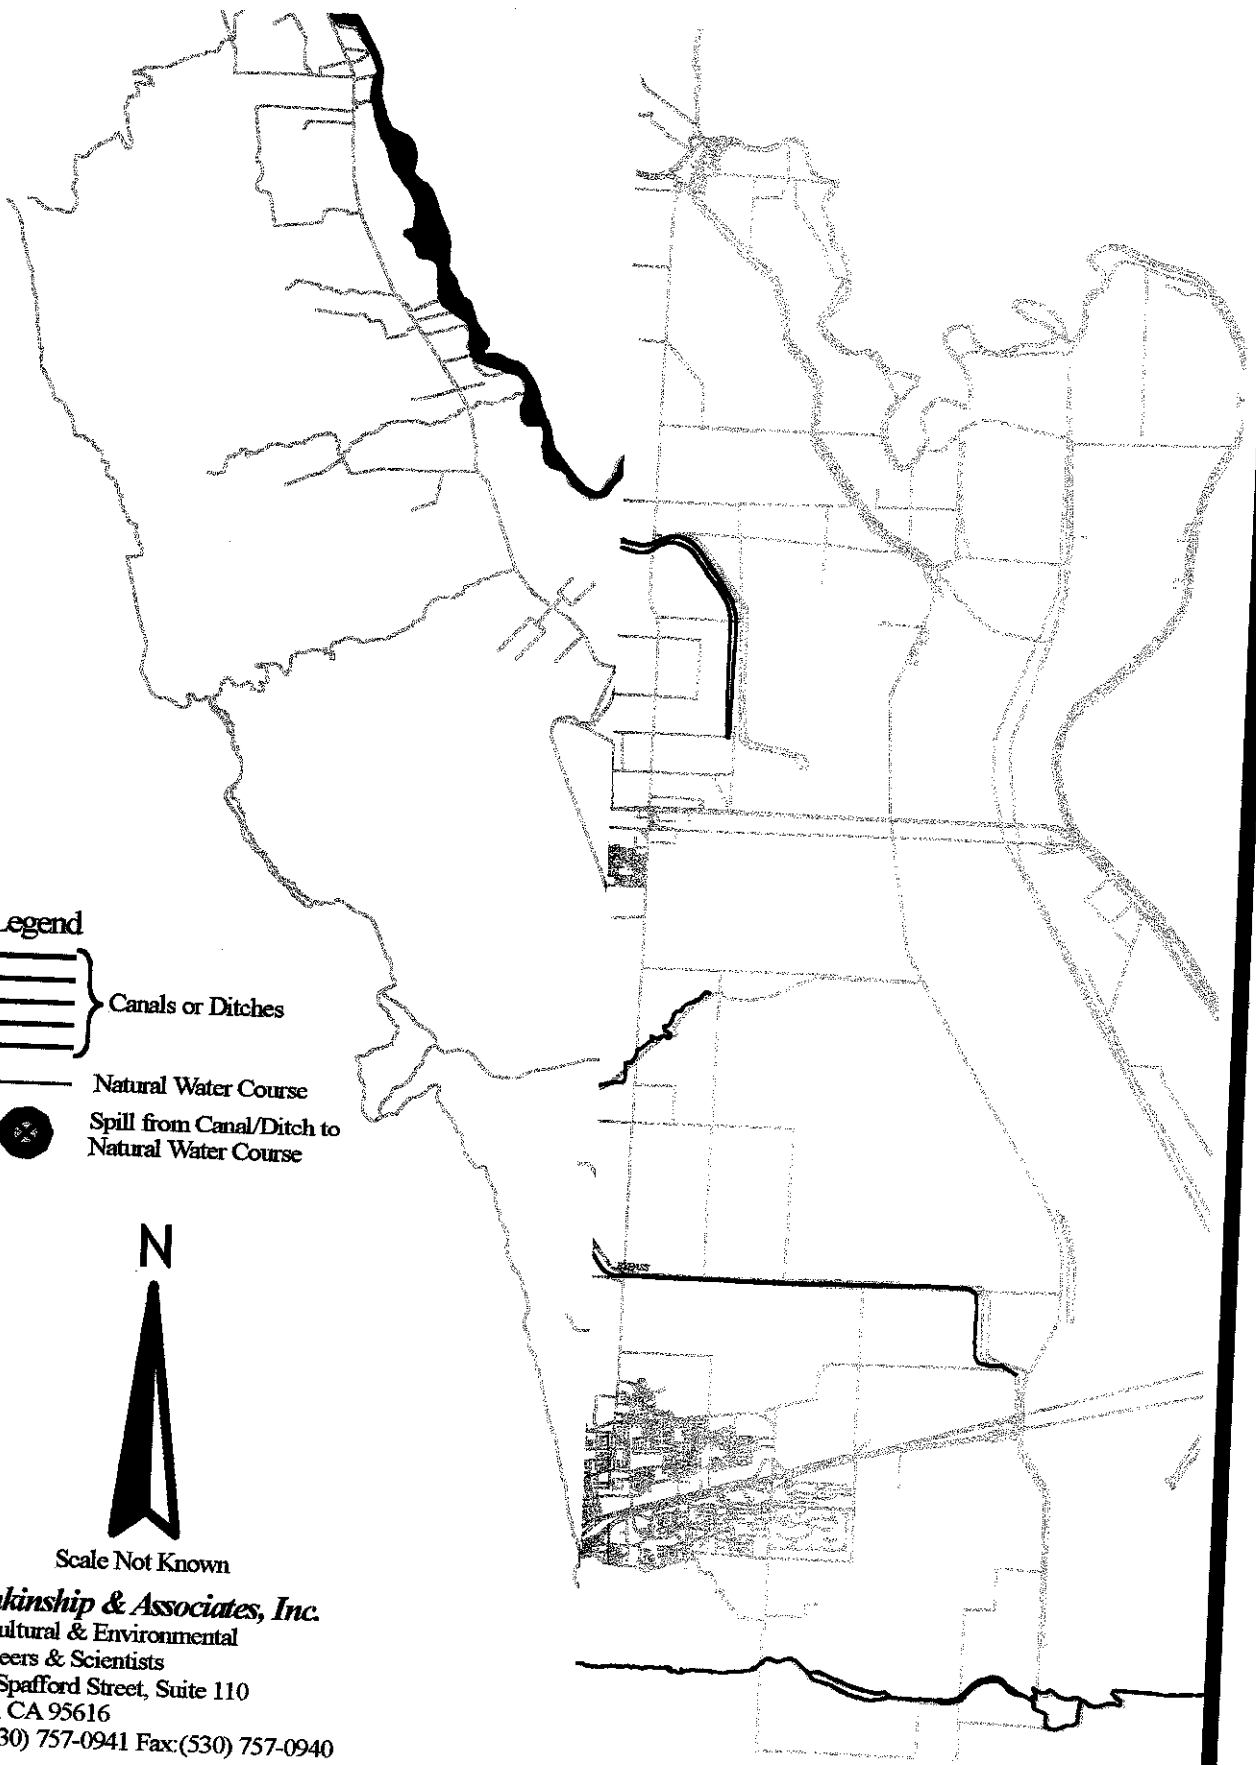 Legend
Canals or Ditches
Natural Water Course
Spill from Canal/Ditch to
Natural Water Course
N
Scale Not Known
kinship & Associates, Inc.
ultural & Environmental
eers & Scientists
Spafford Street, Suite 110
, CA 95616
30) 757-0941 Fax:(530) 757-0940